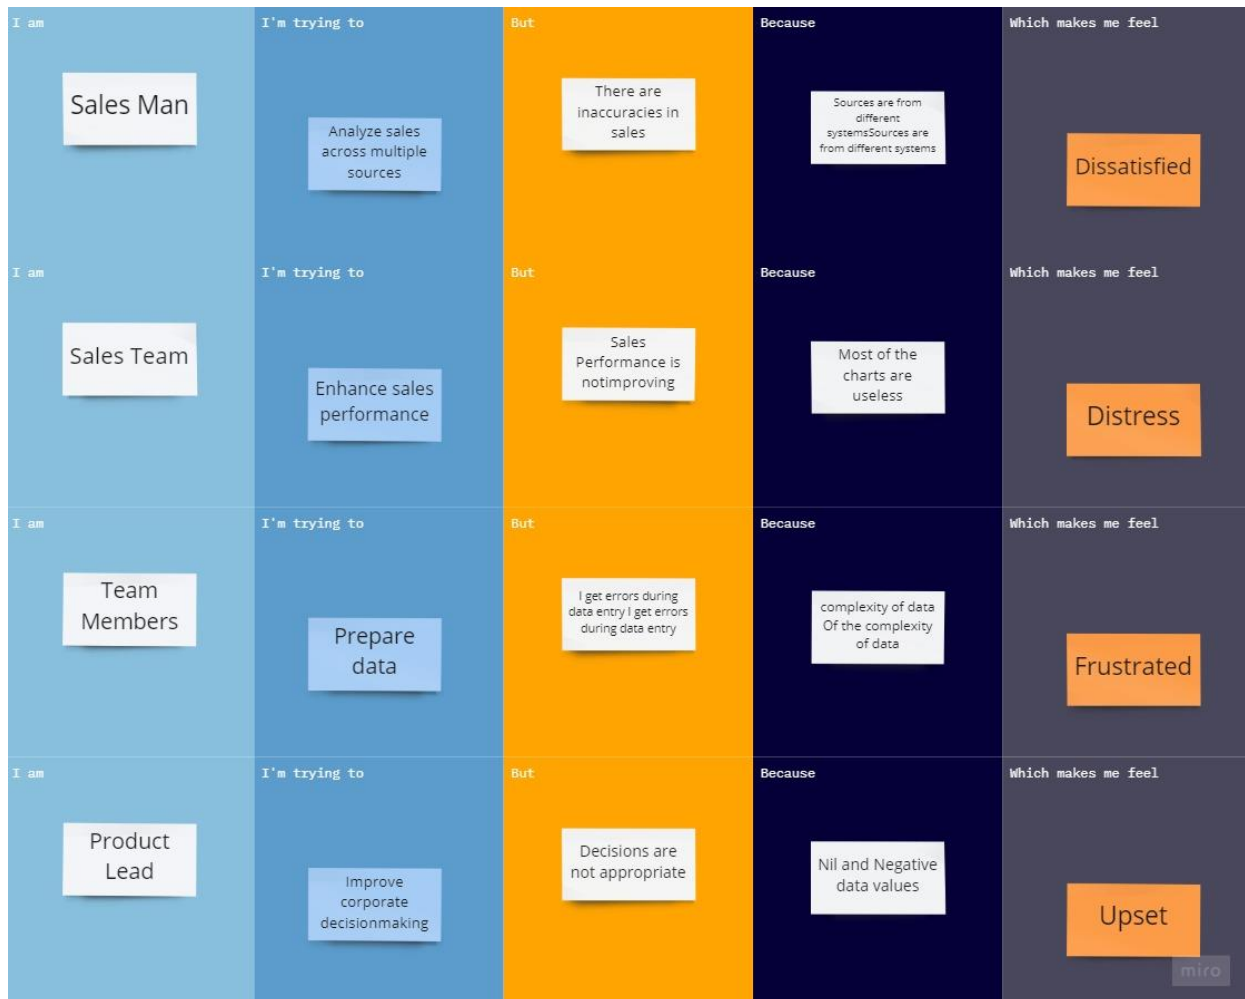 I am
I'm trying to
But
Because
Which makes me feel
Sales Man
Analyze sales
across multiple
sources
There are
inaccuracies in
sales
Sources are from
different
systemsSources are
from different systems
Dissatisfied
I am
I'm trying to
But
Because
Which makes me feel
Sales Team
Enhance sales
performance
Sales
Performance is
notimproving
Most of the
charts are
useless
Distress
I am
I'm trying to
But
Because
Which makes me feel
Team
Members
Prepare
data
I get errors during
data entry I get errors
during data entry
complexity of data
Of the complexity
of data
Frustrated
I am
I'm trying to
But
Because
Which makes me feel
Product
Lead
Improve
corporate
decisionmaking
Decisions are
not appropriate
Nil and Negative
data values
Upset
miro